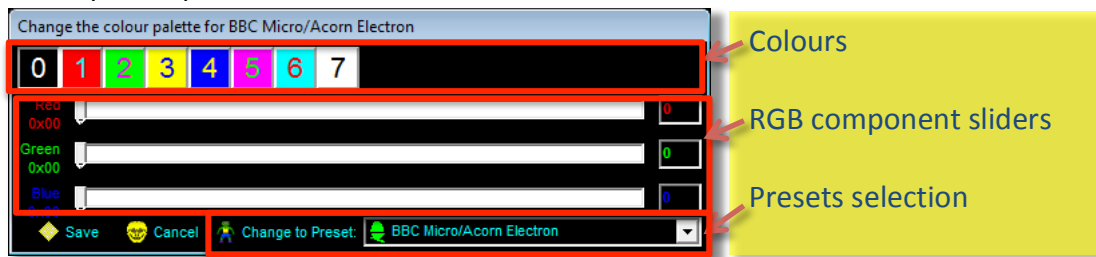 Change the colour palette for BBC Micro/Acorn Electron
0 1 2 3 4 5 6 7
Colours
Red
0x00
0
Green
0x00
0
Blue
0x00
0
RGB component sliders
Save Cancel Change to Preset: BBC Micro/Acorn Electron
Presets selection